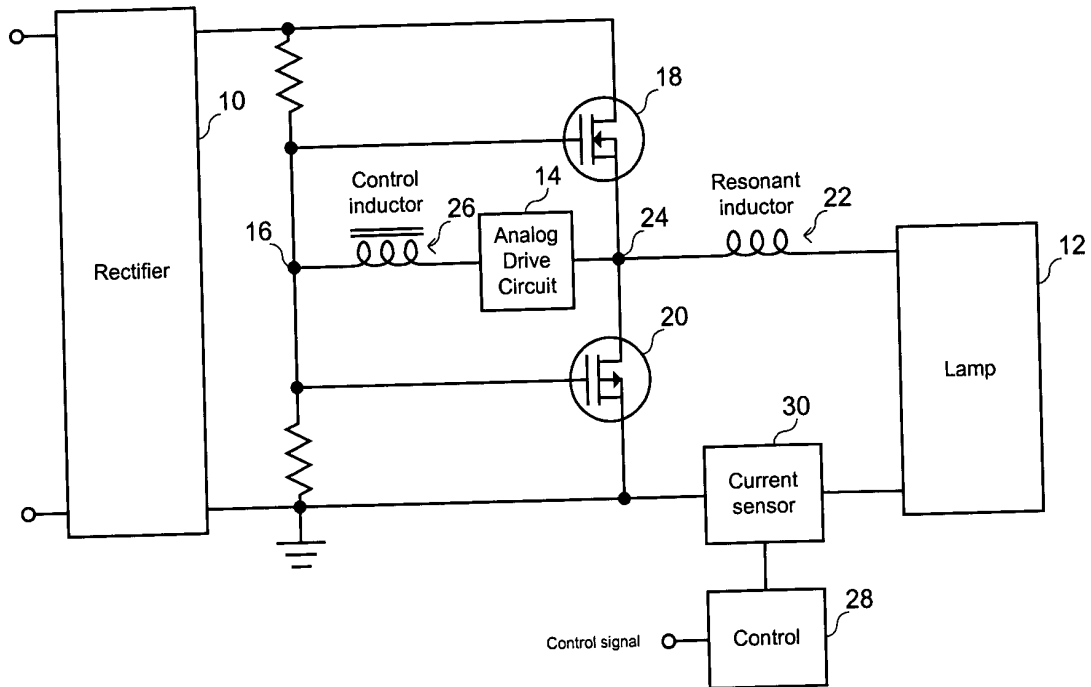 18
10
Control
inductor
26
14
Resonant
inductor
22
16
24
12
Rectifier
Analog
Drive
Circuit
20
Lamp
30
Current
sensor
28
Control signal
Control